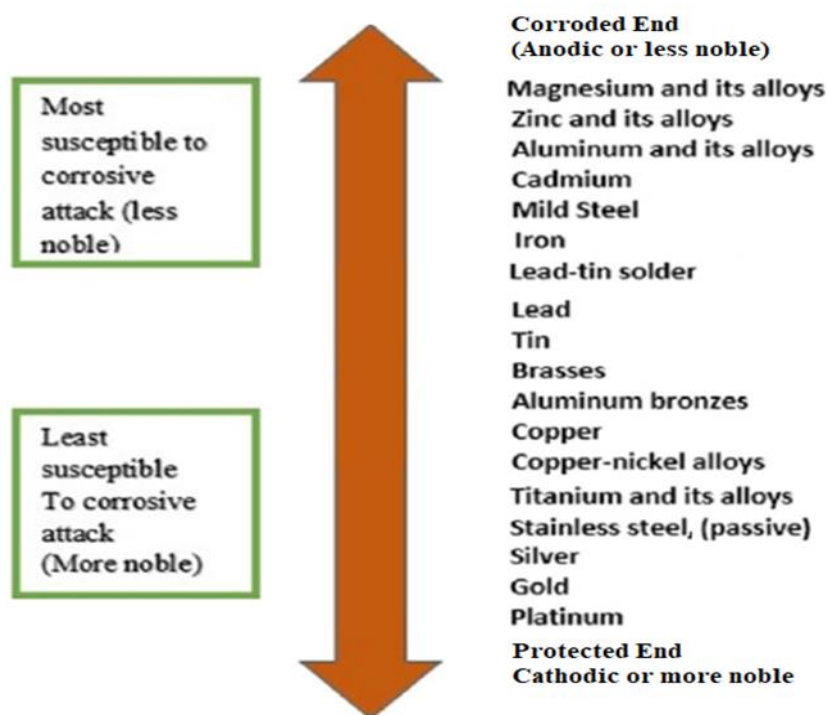 Corroded End
(Anodic or less noble)
Most
susceptible to
corrosive
attack (less
noble)
Magnesium and its alloys
Zinc and its alloys
Aluminum and its alloys
Cadmium
Mild Steel
Iron
Lead-tin solder
Lead
Tin
Brasses
Aluminum bronzes
Copper
Copper-nickel alloys
Titanium and its alloys
Stainless steel, (passive)
Silver
Gold
Platinum
Least
susceptible
To corrosive
attack
(More noble)
Protected End
Cathodic or more noble